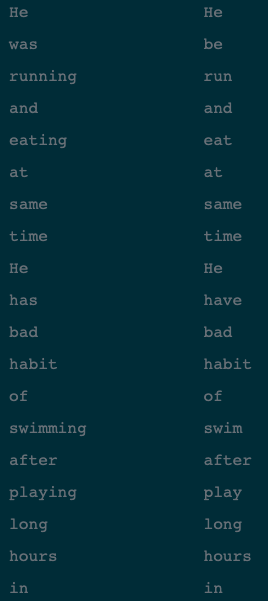 He He
was be
running run
and and
eating eat
at at
same same
time time
He He
has have
bad bad
habit habit
of of
swimming swim
after after
playing play
long long
hours hours
in in